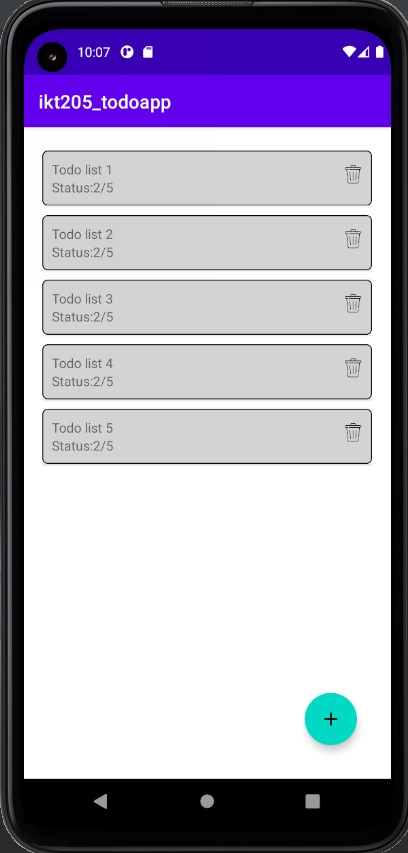 10:07
ikt205_todoapp
Todo list 1
Status:2/5
Todo list 2
Status:2/5
Todo list 3
Status:2/5
Todo list 4
Status:2/5
Todo list 5
Status:2/5
+